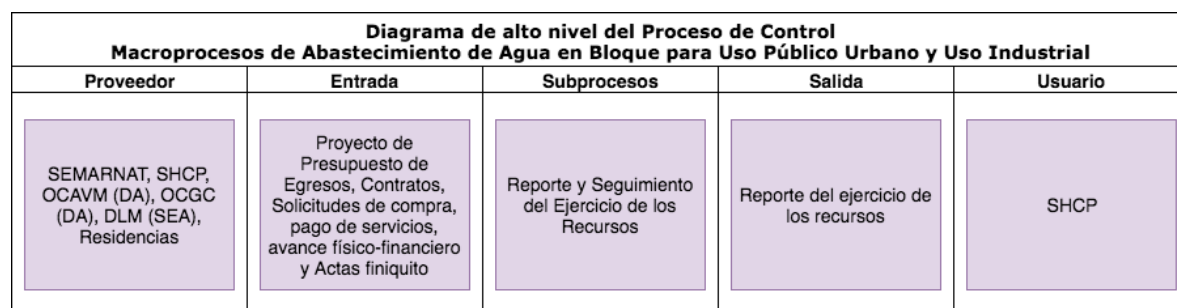 Diagrama de alto nivel del Proceso de Control
Macroprocesos de Abastecimiento de Agua en Bloque para Uso Público Urbano y Uso Industrial
Proveedor
Entrada
Subprocesos
Salida
Usuario
SEMARNAT, SHCP,
OCAVM (DA), OCGC
(DA), DLM (SEA),
Residencias
Proyecto de
Presupuesto de
Egresos, Contratos,
Solicitudes de compra,
pago de servicios,
avance físico-financiero
y Actas finiquito
Reporte y Seguimiento
del Ejercicio de los
Recursos
Reporte del ejercicio de
los recursos
SHCP